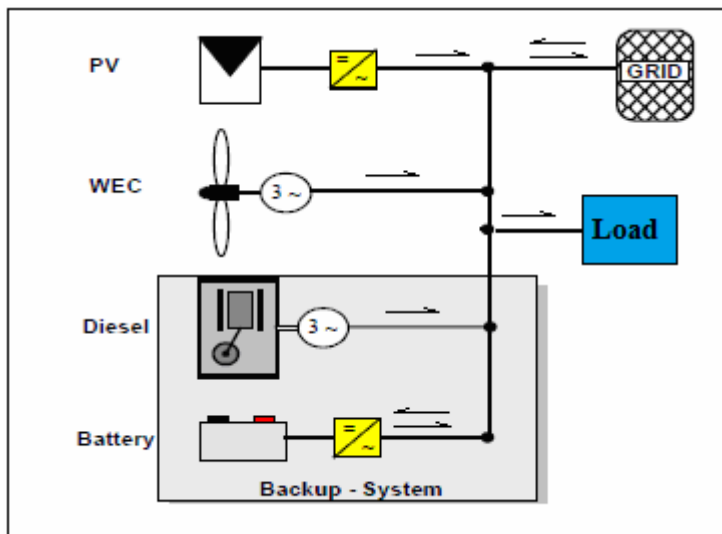 PV
=
~
GRID
WEC
3 ~
Load
Diesel
3 ~
Battery
=
~
Backup - System